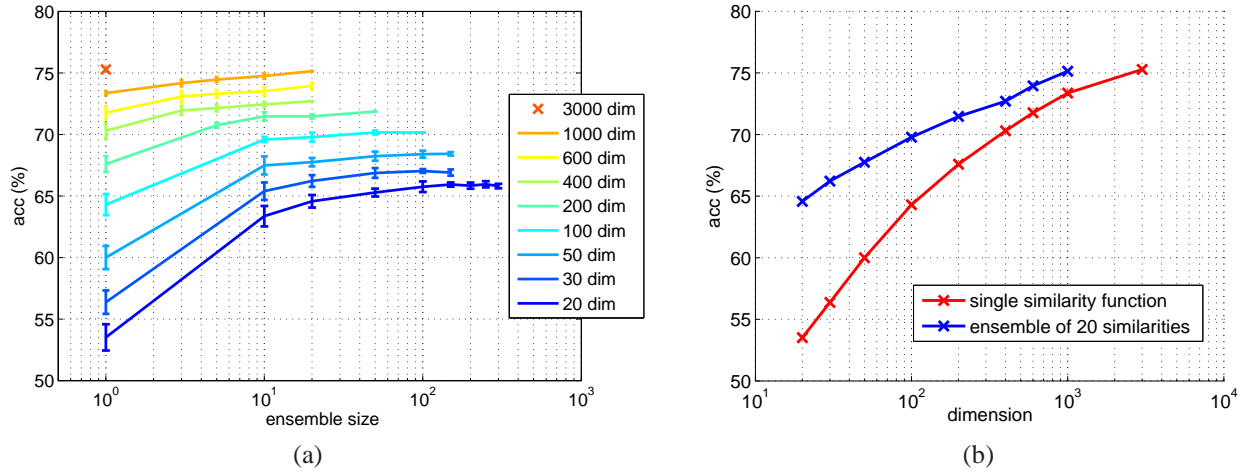 80
75
70
65
60
55
50
acc (%)
10^0
10^1
10^2
10^3
ensemble size
3000 dim
1000 dim
600 dim
400 dim
200 dim
100 dim
50 dim
30 dim
20 dim
(a)
80
75
70
65
60
55
50
acc (%)
single similarity function
ensemble of 20 similarities
10^1
10^2
10^3
10^4
dimension
(b)